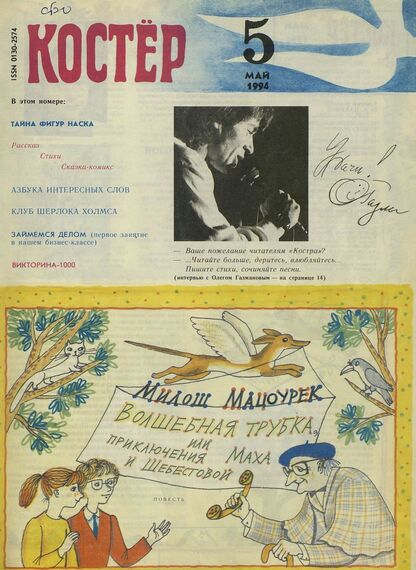 ISSN 0130-2574
КОСТЁР
5
МАЙ
1994
В этом номере:
ТАЙНА ФИГУР НАСКА
Рассказ
Стихи
Сказка-комикс
АЗБУКА ИНТЕРЕСНЫХ СЛОВ
КЛУБ ШЕРЛОКА ХОЛМСА
ЗАЙМЕМСЯ ДЕЛОМ (первое занятие
в нашем бизнес-классе)
ВИКТОРИНА-1000
Удачи!
— Ваше пожелание читателям «Костра»?
— ...Читайте больше, деритесь, влюбляйтесь.
Пишите стихи, сочиняйте песни.
(интервью с Олегом Газмановым — на странице 14)
Милош Мацоурек
ВОЛШЕБНАЯ ТРУБКА,
ИЛИ
ПРИКЛЮЧЕНИЯ МАХА
И ШЕБЕСТОВОЙ
ПОВЕСТЬ